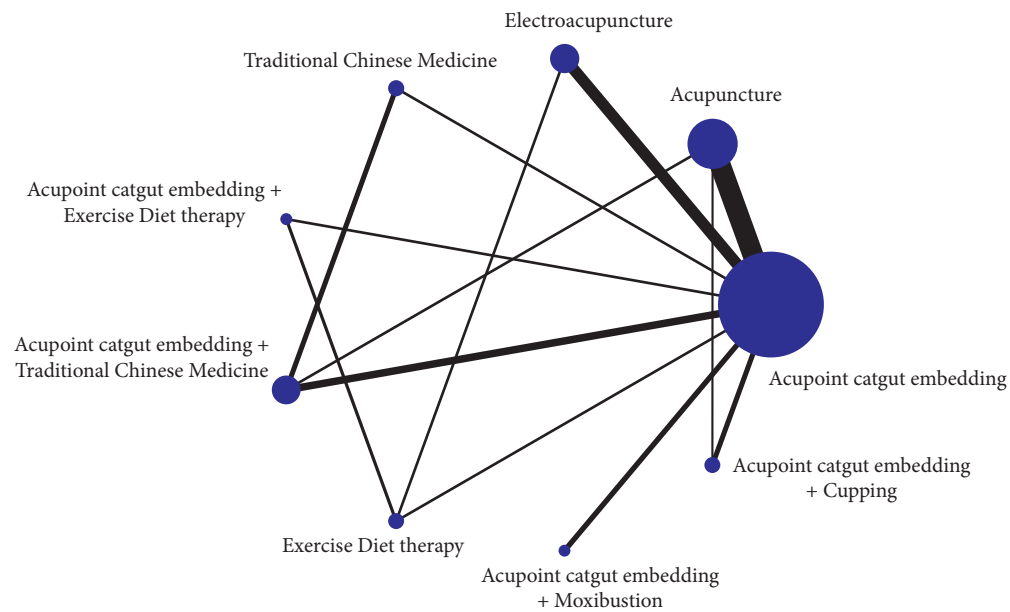 Electroacupuncture
Traditional Chinese Medicine
Acupuncture
Acupoint catgut embedding +
Exercise Diet therapy
Acupoint catgut embedding +
Traditional Chinese Medicine
Acupoint catgut embedding
Acupoint catgut embedding
+ Cupping
Exercise Diet therapy
Acupoint catgut embedding
+ Moxibustion